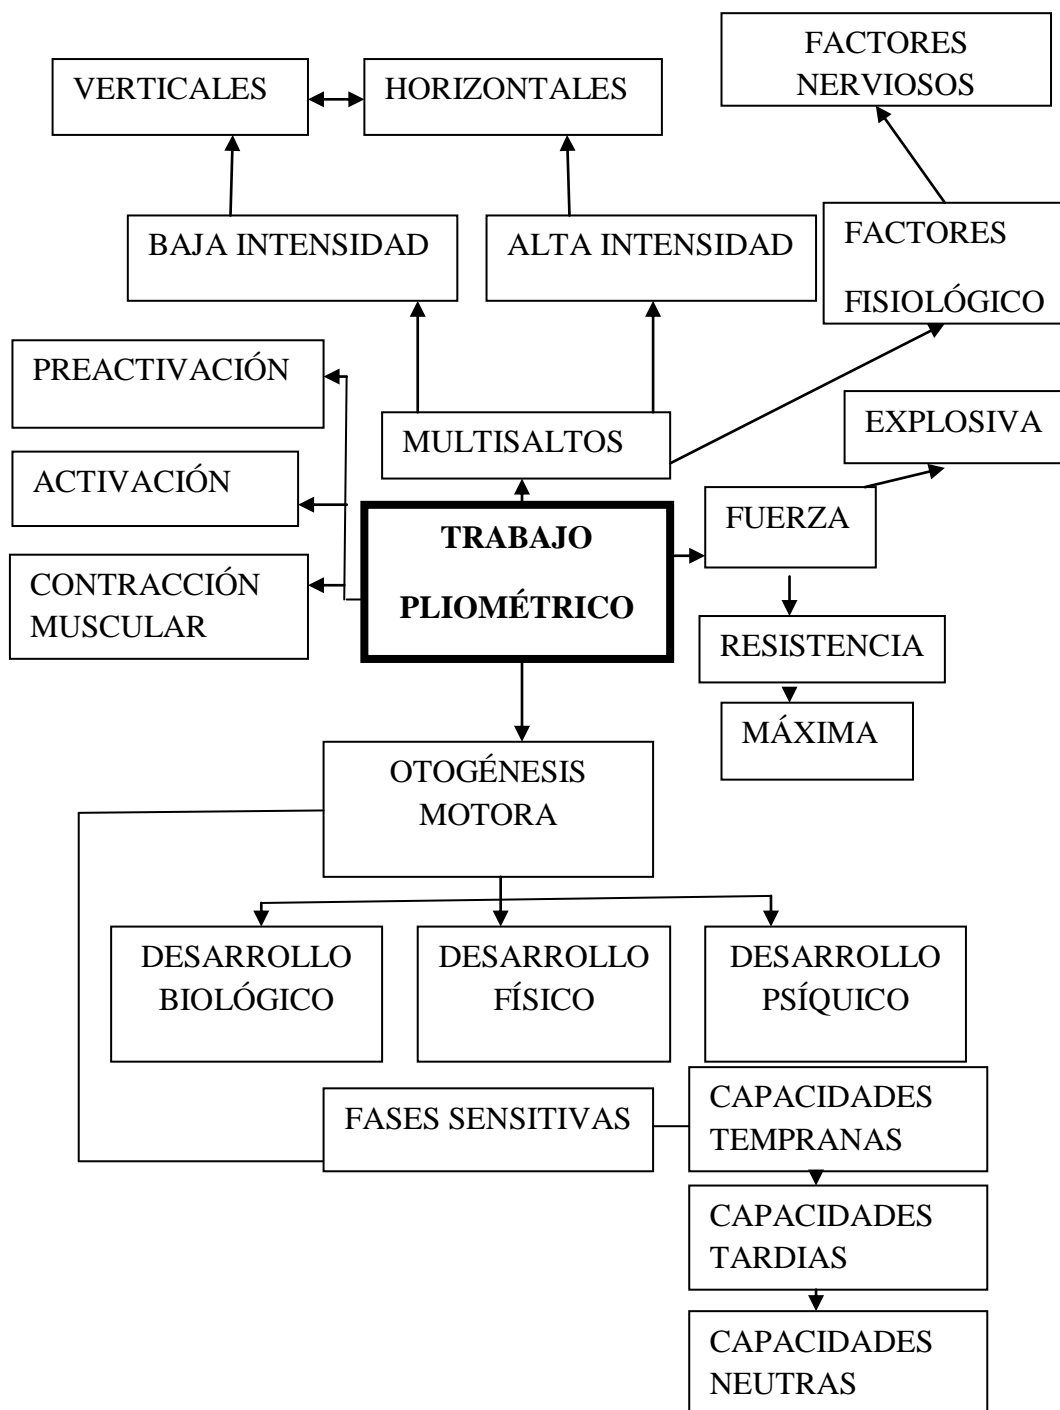 FACTORES
NERVIOSOS
VERTICALES
HORIZONTALES
BAJA INTENSIDAD
ALTA INTENSIDAD
FACTORES
FISIOLÓGICO
PREACTIVACIÓN
MULTISALTOS
EXPLOSIVA
ACTIVACIÓN
FUERZA
TRABAJO
PLIOMÉTRICO
CONTRACCIÓN
MUSCULAR
RESISTENCIA
MÁXIMA
OTOGÉNESIS
MOTORA
DESARROLLO
BIOLÓGICO
DESARROLLO
FÍSICO
DESARROLLO
PSÍQUICO
FASES SENSITIVAS
CAPACIDADES
TEMPRANAS
CAPACIDADES
TARDIAS
CAPACIDADES
NEUTRAS